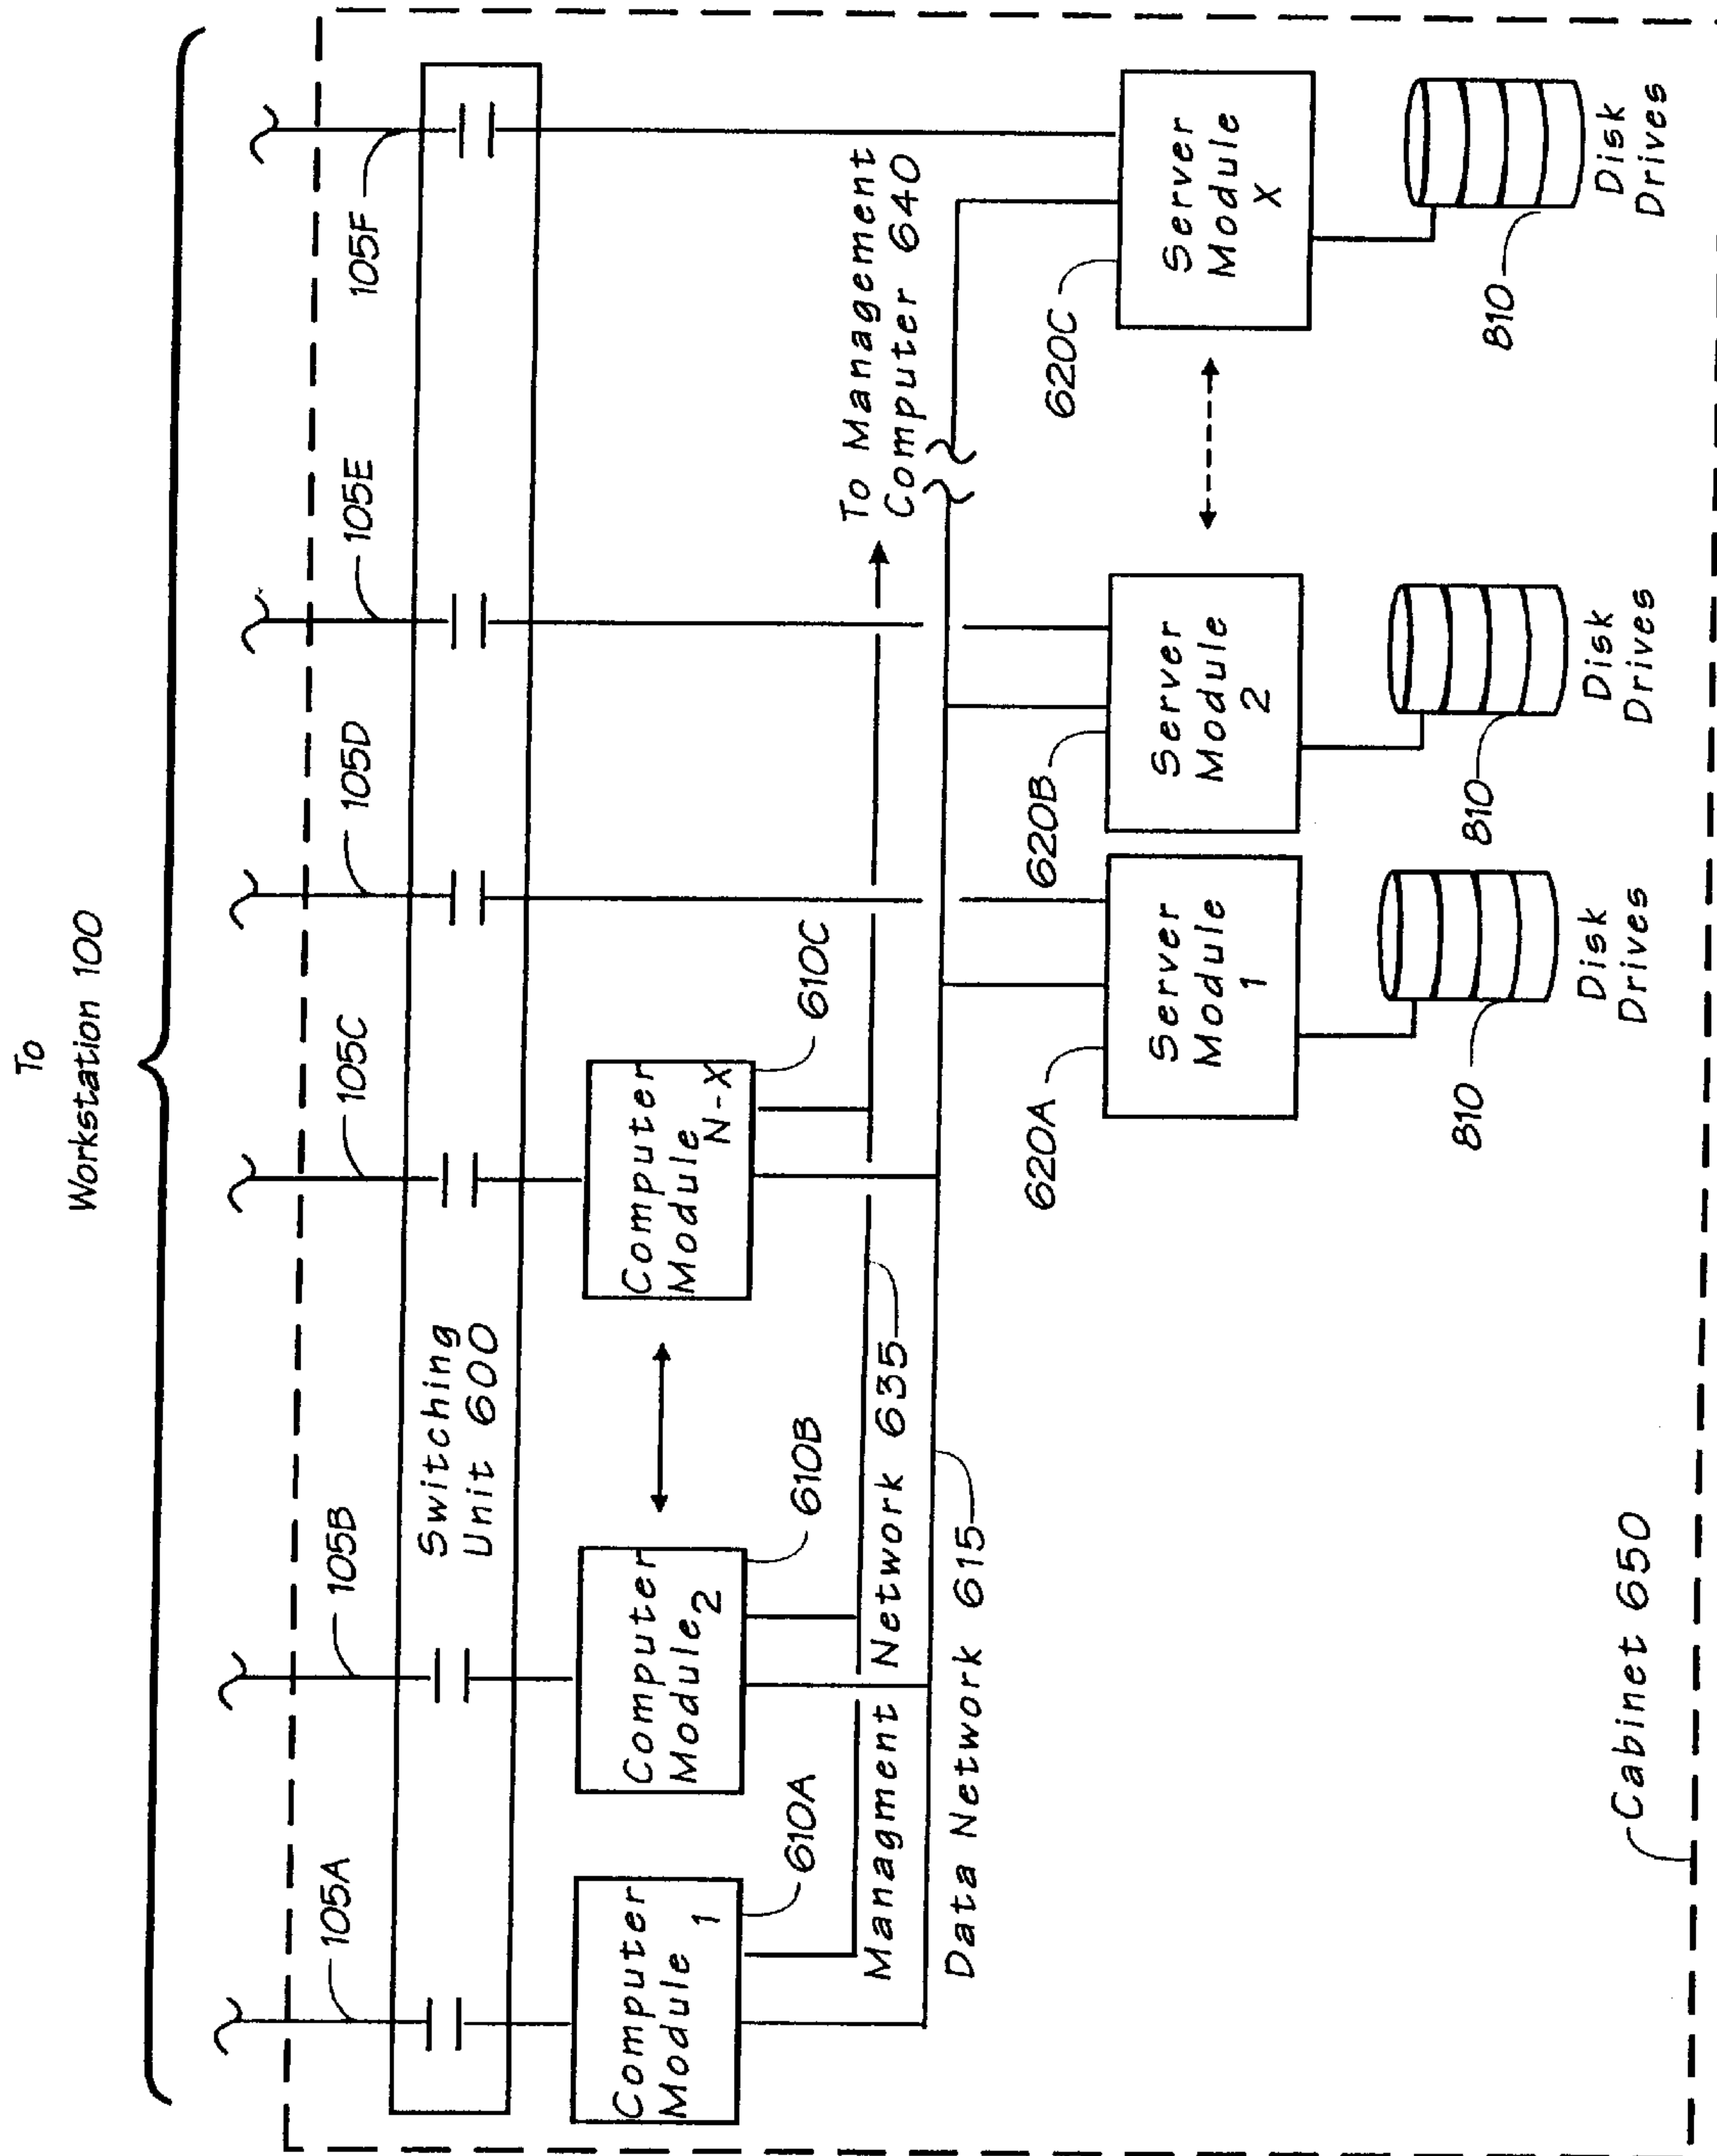 To
Workstation 100
105A
105B
105C
105D
105E
105F
Switching
Unit 600
Computer
Module
1
610A
Computer
Module 2
610B
Computer
Module
N-X
610C
Managment Network 635
Data Network 615
To Management
Computer 640
Server
Module
1
620A
Server
Module
2
620B
Server
Module
X
620C
810
Disk
Drives
810
Disk
Drives
810
Disk
Drives
Cabinet 650